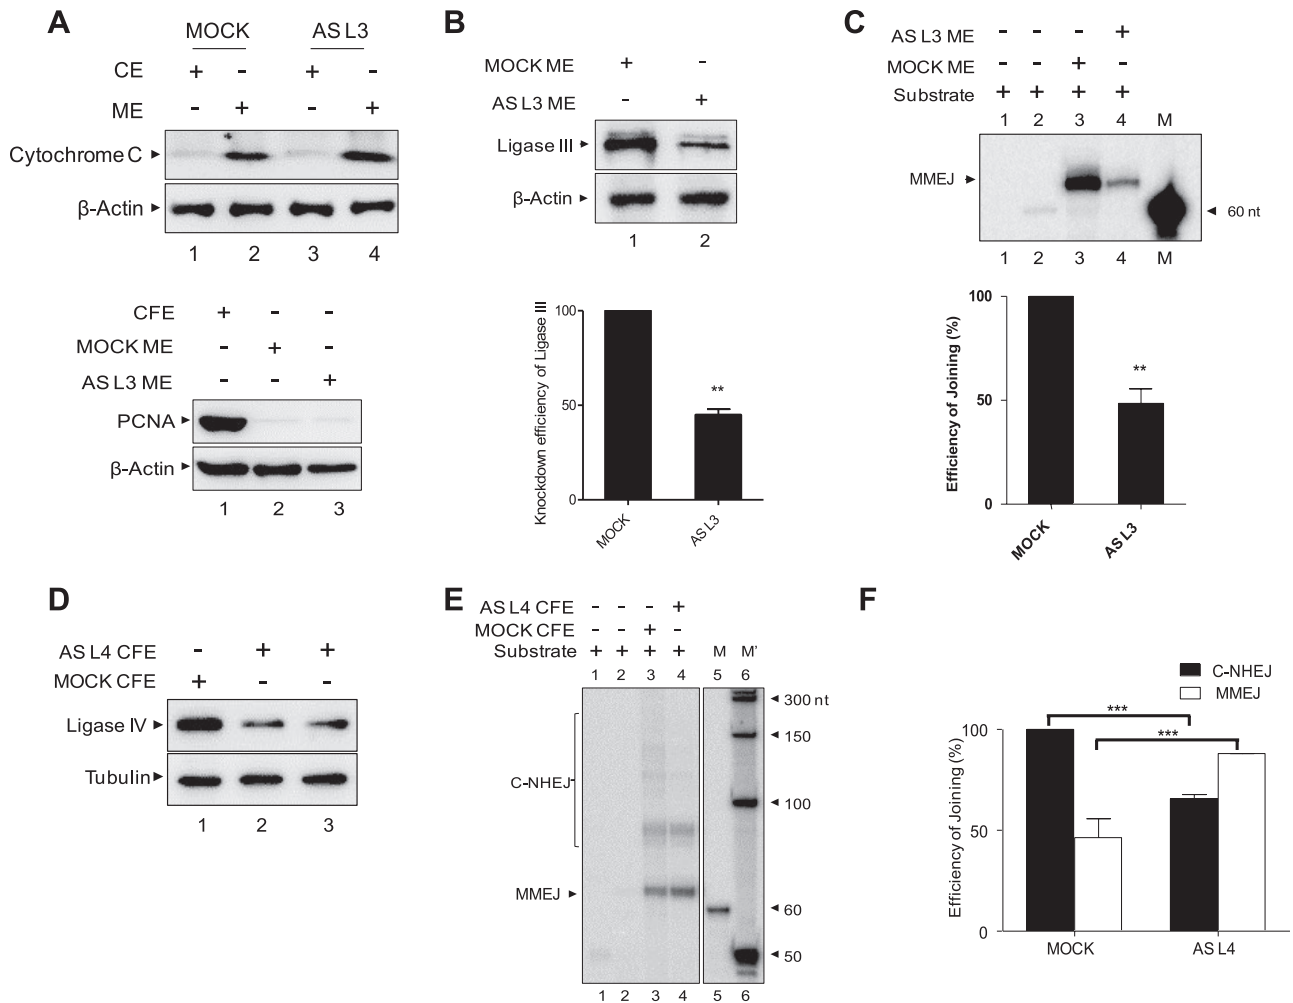 A
MOCK AS L3
CE + - + -
ME - + - +
Cytochrome C
β-Actin
1 2 3 4
CFE + - -
MOCK ME - + -
AS L3 ME - - +
PCNA
β-Actin
1 2 3
B
MOCK ME + -
AS L3 ME - +
Ligase III
β-Actin
1 2
Knockdown efficiency of Ligase III
100
50
0
**
MOCK
AS L3
C
AS L3 ME - - - +
MOCK ME - - + -
Substrate + + + +
1 2 3 4 M
MMEJ
60 nt
1 2 3 4 M
Efficiency of Joining (%)
100
50
0
**
MOCK
AS L3
D
AS L4 CFE - + +
MOCK CFE + - -
Ligase IV
Tubulin
1 2 3
E
AS L4 CFE - - - +
MOCK CFE - - + -
Substrate + + + + M M'
1 2 3 4 5 6
300 nt
150
C-NHEJ
100
MMEJ
60
50
1 2 3 4 5 6
F
C-NHEJ
MMEJ
***
***
Efficiency of Joining (%)
100
50
0
MOCK AS L4